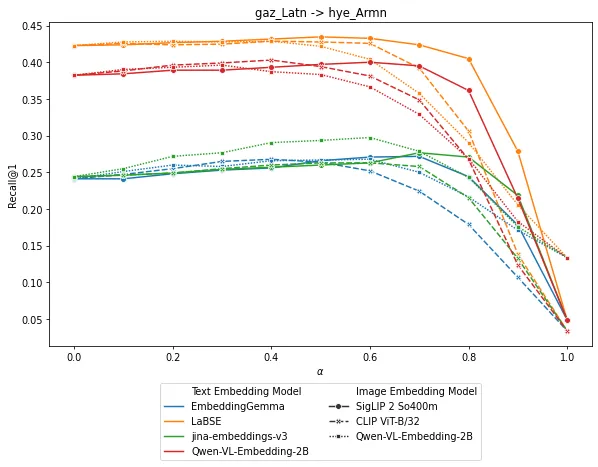 gaz_Latn -> hye_Armn
Recall@1
0.45
0.40
0.35
0.30
0.25
0.20
0.15
0.10
0.05
0.0
0.2
0.4
0.6
0.8
1.0
α
Text Embedding Model
EmbeddingGemma
LaBSE
jina-embeddings-v3
Qwen-VL-Embedding-2B
Image Embedding Model
SigLIP 2 So400m
CLIP ViT-B/32
Qwen-VL-Embedding-2B